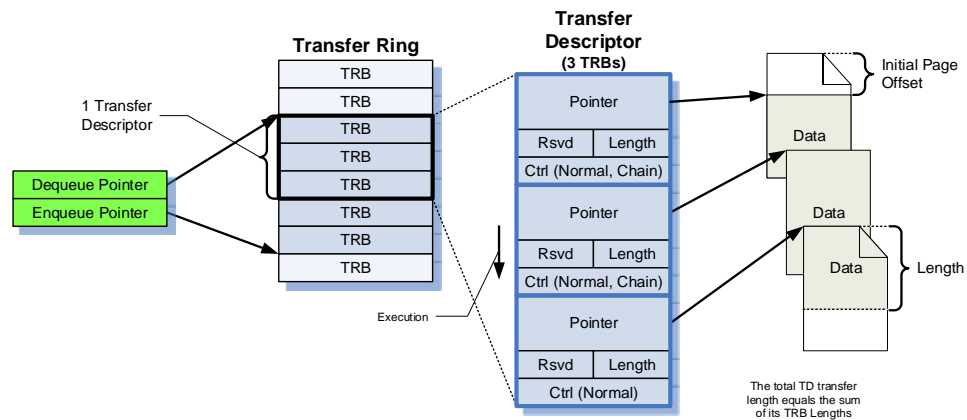 Transfer Ring
TRB
TRB
TRB
TRB
TRB
TRB
TRB
TRB
1 Transfer
Descriptor
Dequeue Pointer
Enqueue Pointer
Execution
Transfer
Descriptor
(3 TRBs)
Pointer
Rsvd Length
Ctrl (Normal, Chain)
Pointer
Rsvd Length
Ctrl (Normal, Chain)
Pointer
Rsvd Length
Ctrl (Normal)
Initial Page
Offset
Data
Data
Data
Length
The total TD transfer
length equals the sum
of its TRB Lengths